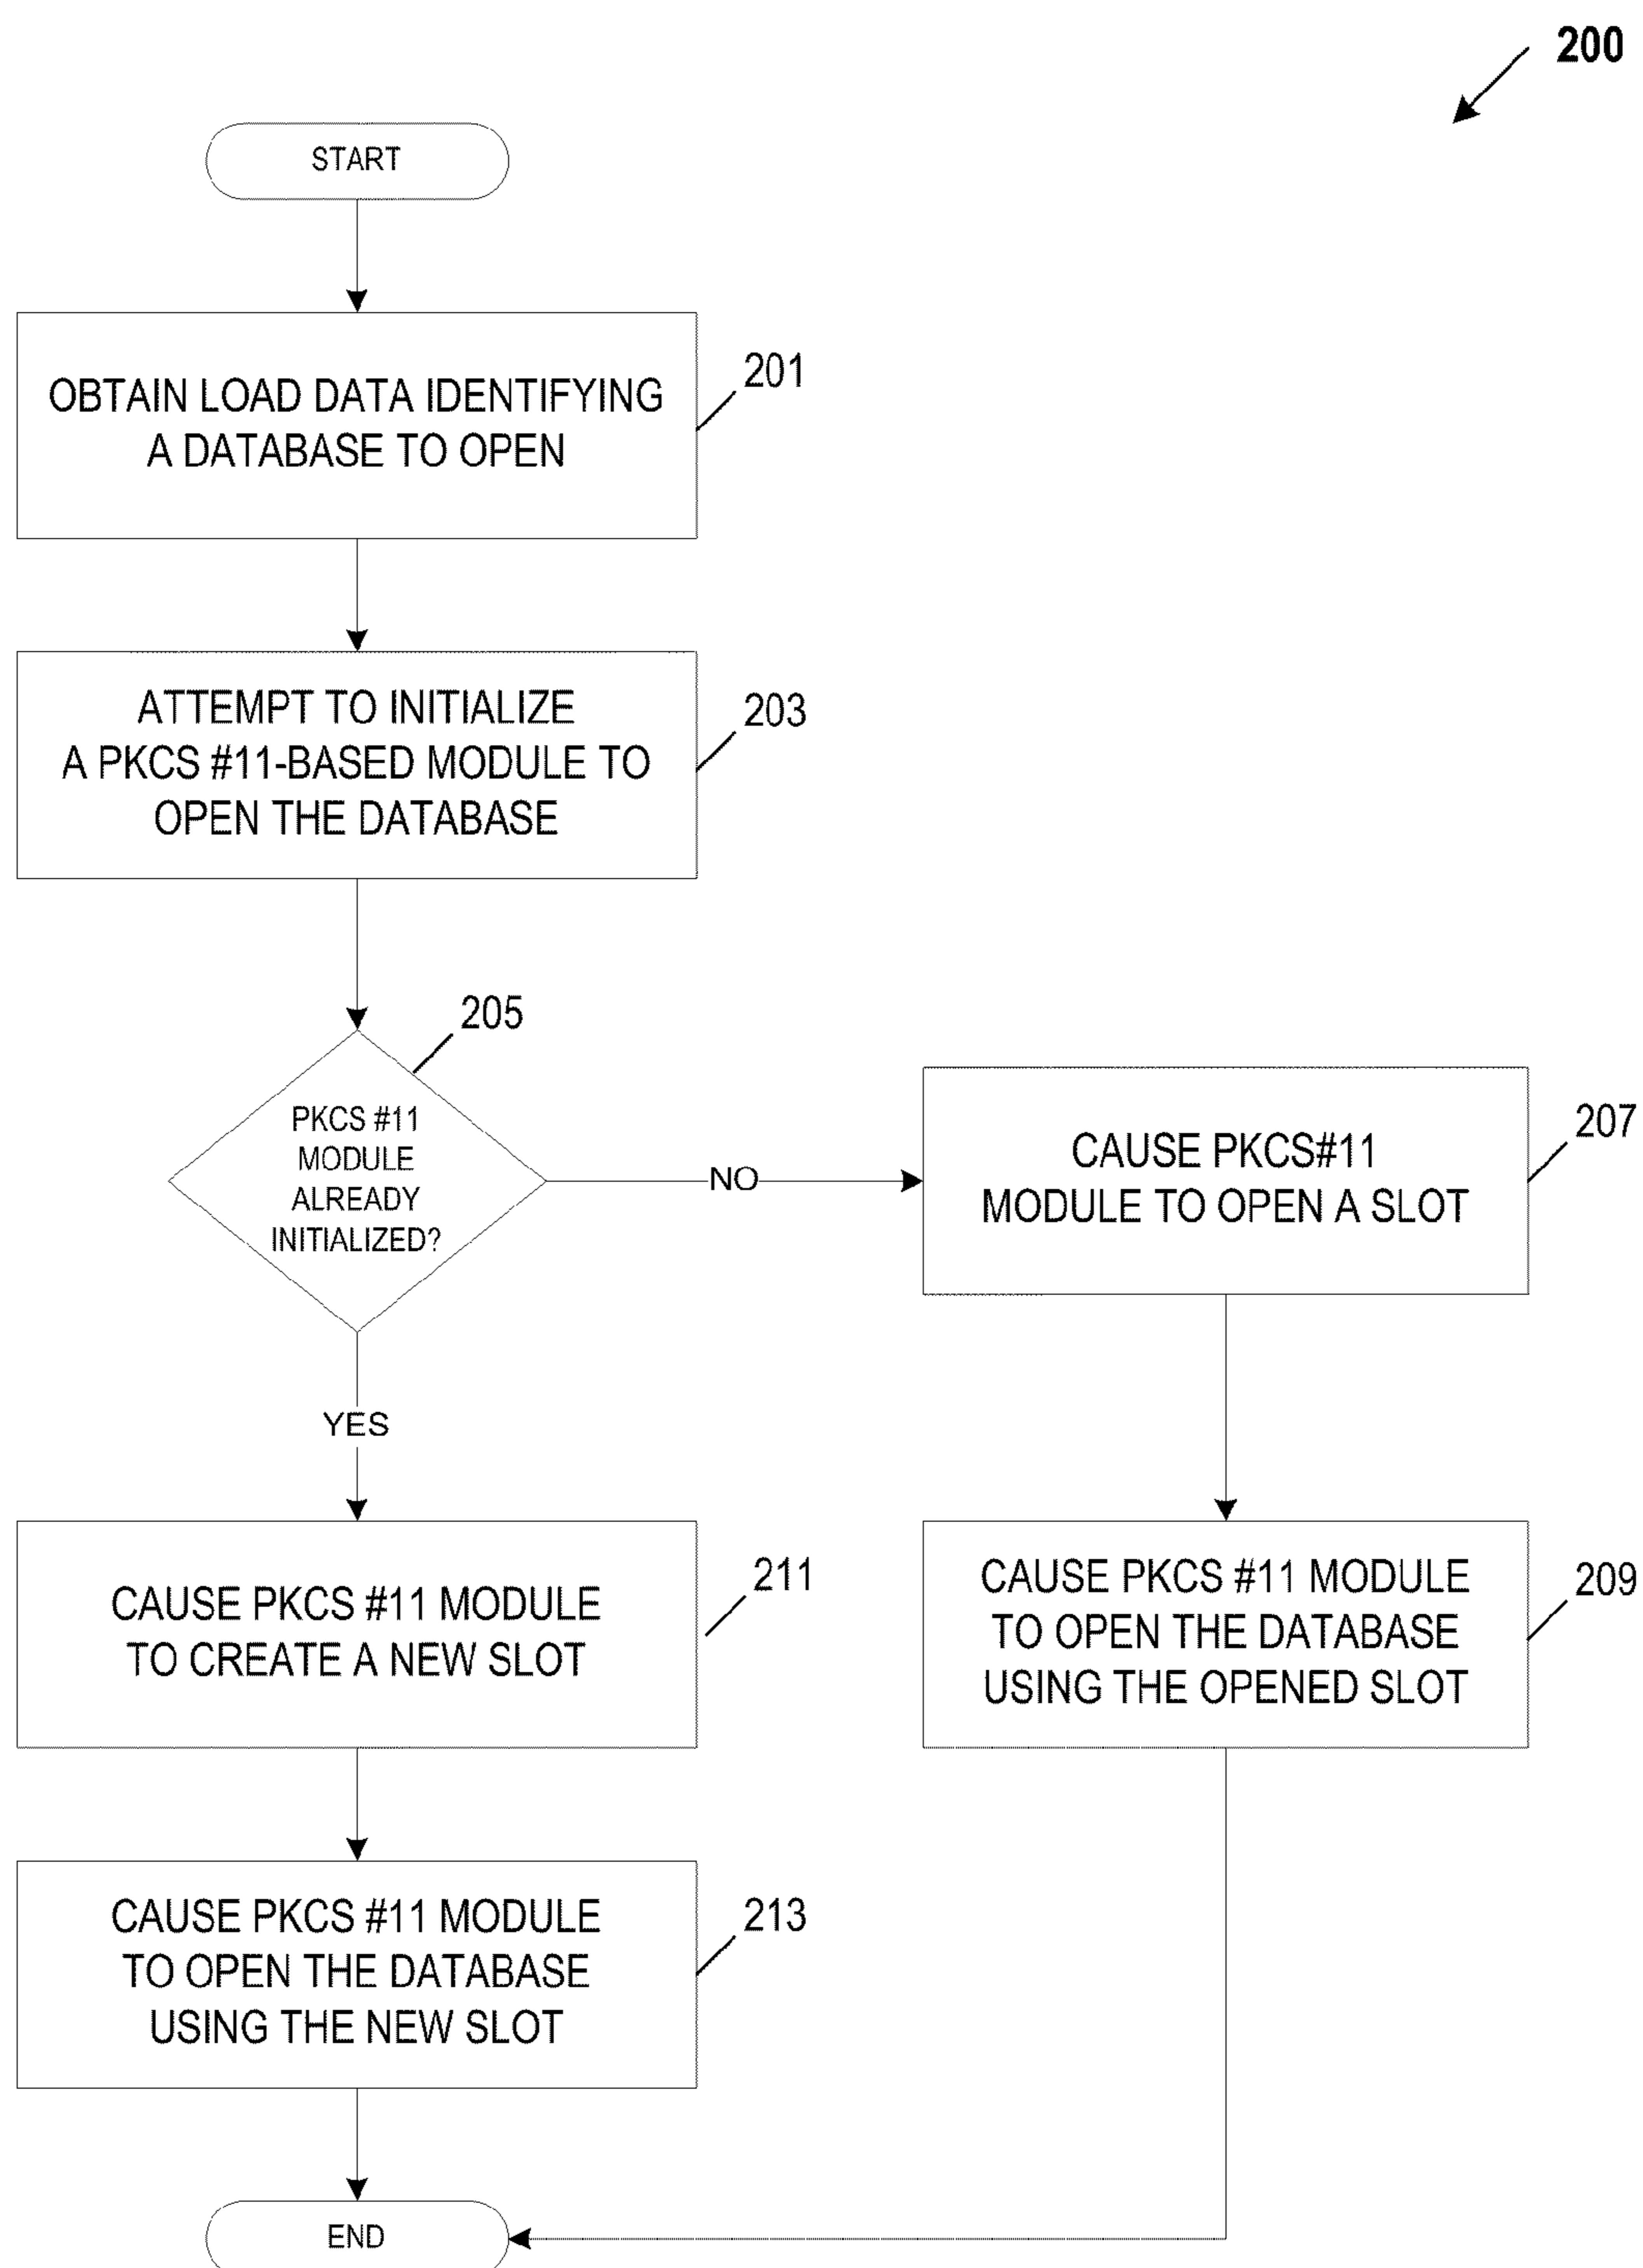 200
START
OBTAIN LOAD DATA IDENTIFYING
A DATABASE TO OPEN
201
ATTEMPT TO INITIALIZE
A PKCS #11-BASED MODULE TO
OPEN THE DATABASE
203
205
PKCS #11
MODULE
ALREADY
INITIALIZED?
NO
CAUSE PKCS#11
MODULE TO OPEN A SLOT
207
YES
CAUSE PKCS #11 MODULE
TO CREATE A NEW SLOT
211
CAUSE PKCS #11 MODULE
TO OPEN THE DATABASE
USING THE OPENED SLOT
209
CAUSE PKCS #11 MODULE
TO OPEN THE DATABASE
USING THE NEW SLOT
213
END